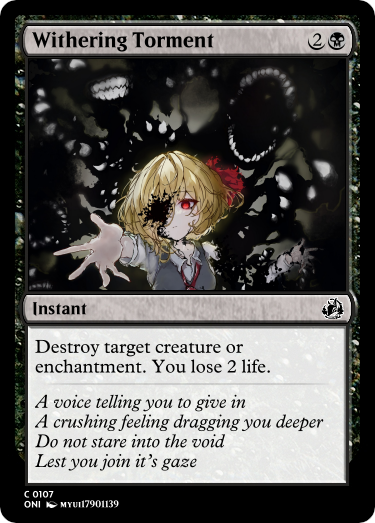 Withering Torment 2
Instant
Destroy target creature or
enchantment. You lose 2 life.
A voice telling you to give in
A crushing feeling dragging you deeper
Do not stare into the void
Lest you join it's gaze
C 0107
ONI MYUI17901139